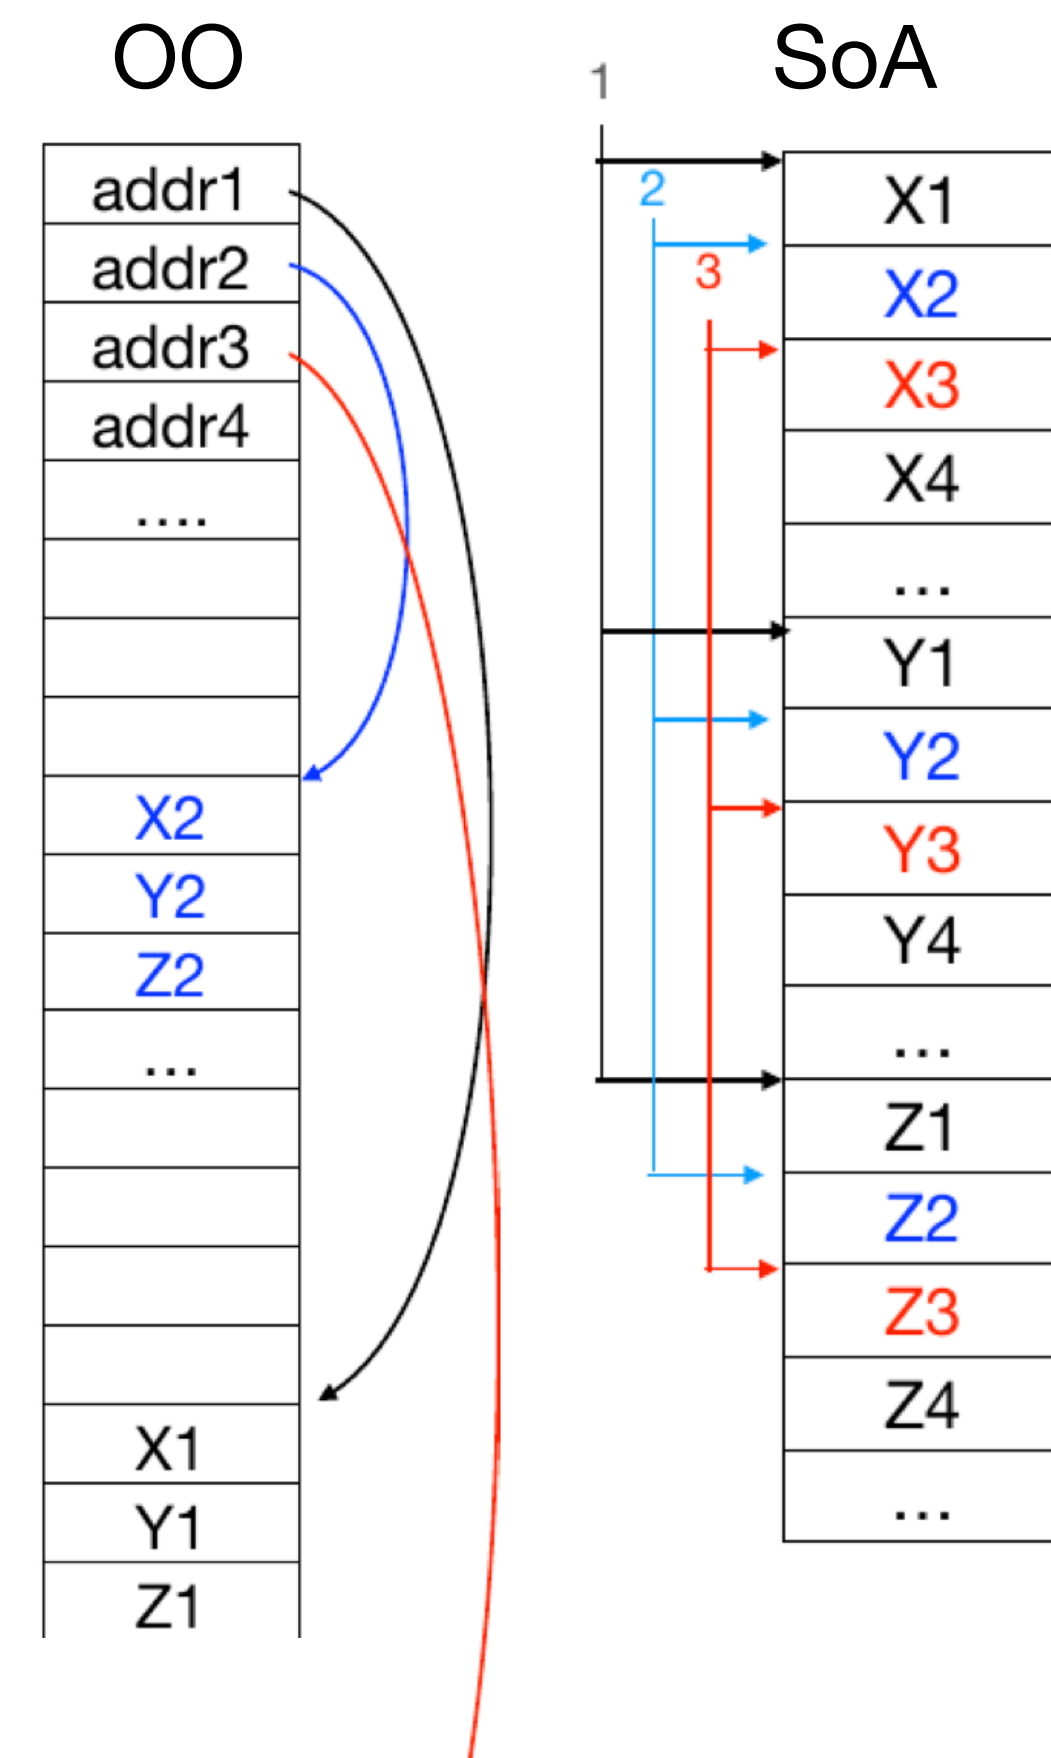 OO
addr1
addr2
addr3
addr4
....
X2
Y2
Z2
...
X1
Y1
Z1
SoA
1
2
3
X1
X2
X3
X4
...
Y1
Y2
Y3
Y4
...
Z1
Z2
Z3
Z4
...